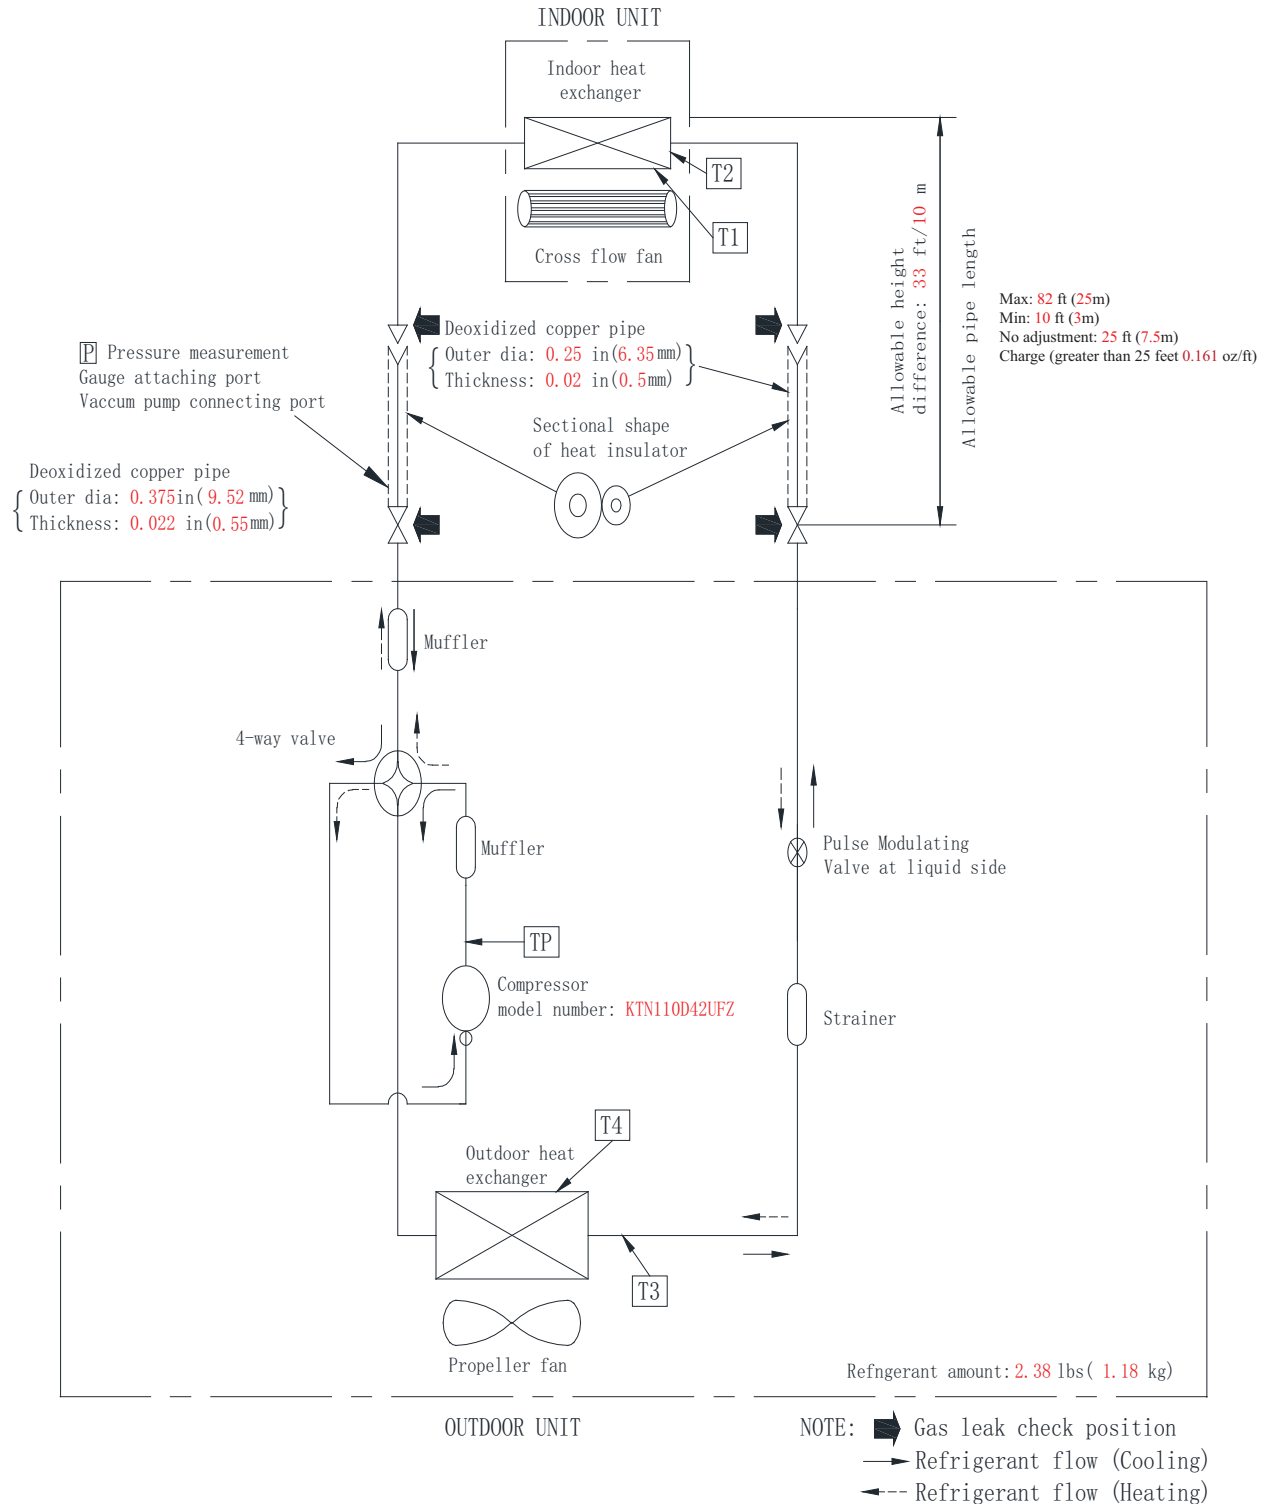 INDOOR UNIT
Indoor heat
exchanger
T2
T1
Cross flow fan
Allowable height
difference: 33 ft/10 m
Allowable pipe length
Max: 82 ft (25m)
Min: 10 ft (3m)
No adjustment: 25 ft (7.5m)
Charge (greater than 25 feet 0.161 oz/ft)
Deoxidized copper pipe
Outer dia: 0.25 in(6.35mm)
Thickness: 0.02 in(0.5mm)
P Pressure measurement
Gauge attaching port
Vaccum pump connecting port
Sectional shape
of heat insulator
Deoxidized copper pipe
Outer dia: 0.375in(9.52mm)
Thickness: 0.022 in(0.55mm)
Muffler
4-way valve
Muffler
Pulse Modulating
Valve at liquid side
TP
Compressor
model number: KTN110D42UFZ
Strainer
T4
Outdoor heat
exchanger
T3
Propeller fan
Refngerant amount: 2.38 lbs( 1.18 kg)
OUTDOOR UNIT
NOTE: Gas leak check position
Refrigerant flow (Cooling)
Refrigerant flow (Heating)